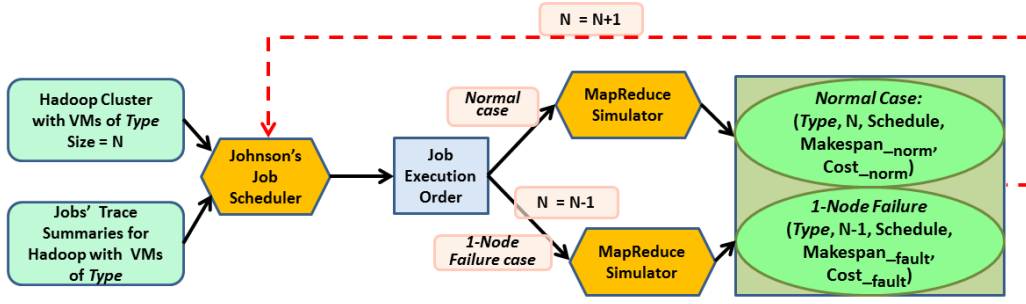 N = N+1
Hadoop Cluster
with VMs of Type
Size = N
Jobs' Trace
Summaries for
Hadoop with VMs
of Type
Johnson's
Job
Scheduler
Job
Execution
Order
Normal
case
N = N-1
1-Node
Failure case
MapReduce
Simulator
MapReduce
Simulator
Normal Case:
(Type, N, Schedule,
Makespan_norm,
Cost_norm)
1-Node Failure
(Type, N-1, Schedule,
Makespan_fault,
Cost_fault)